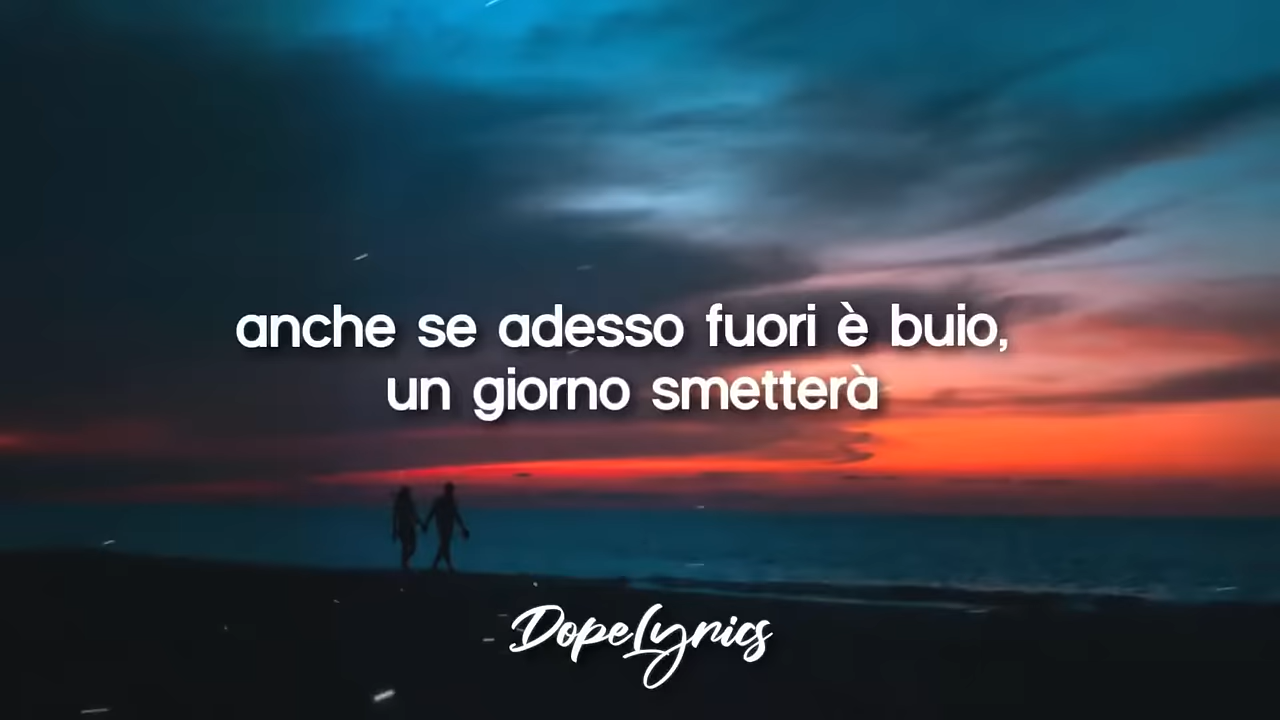 anche se adesso fuori è buio,
un giorno smetterà
DopeLyrics